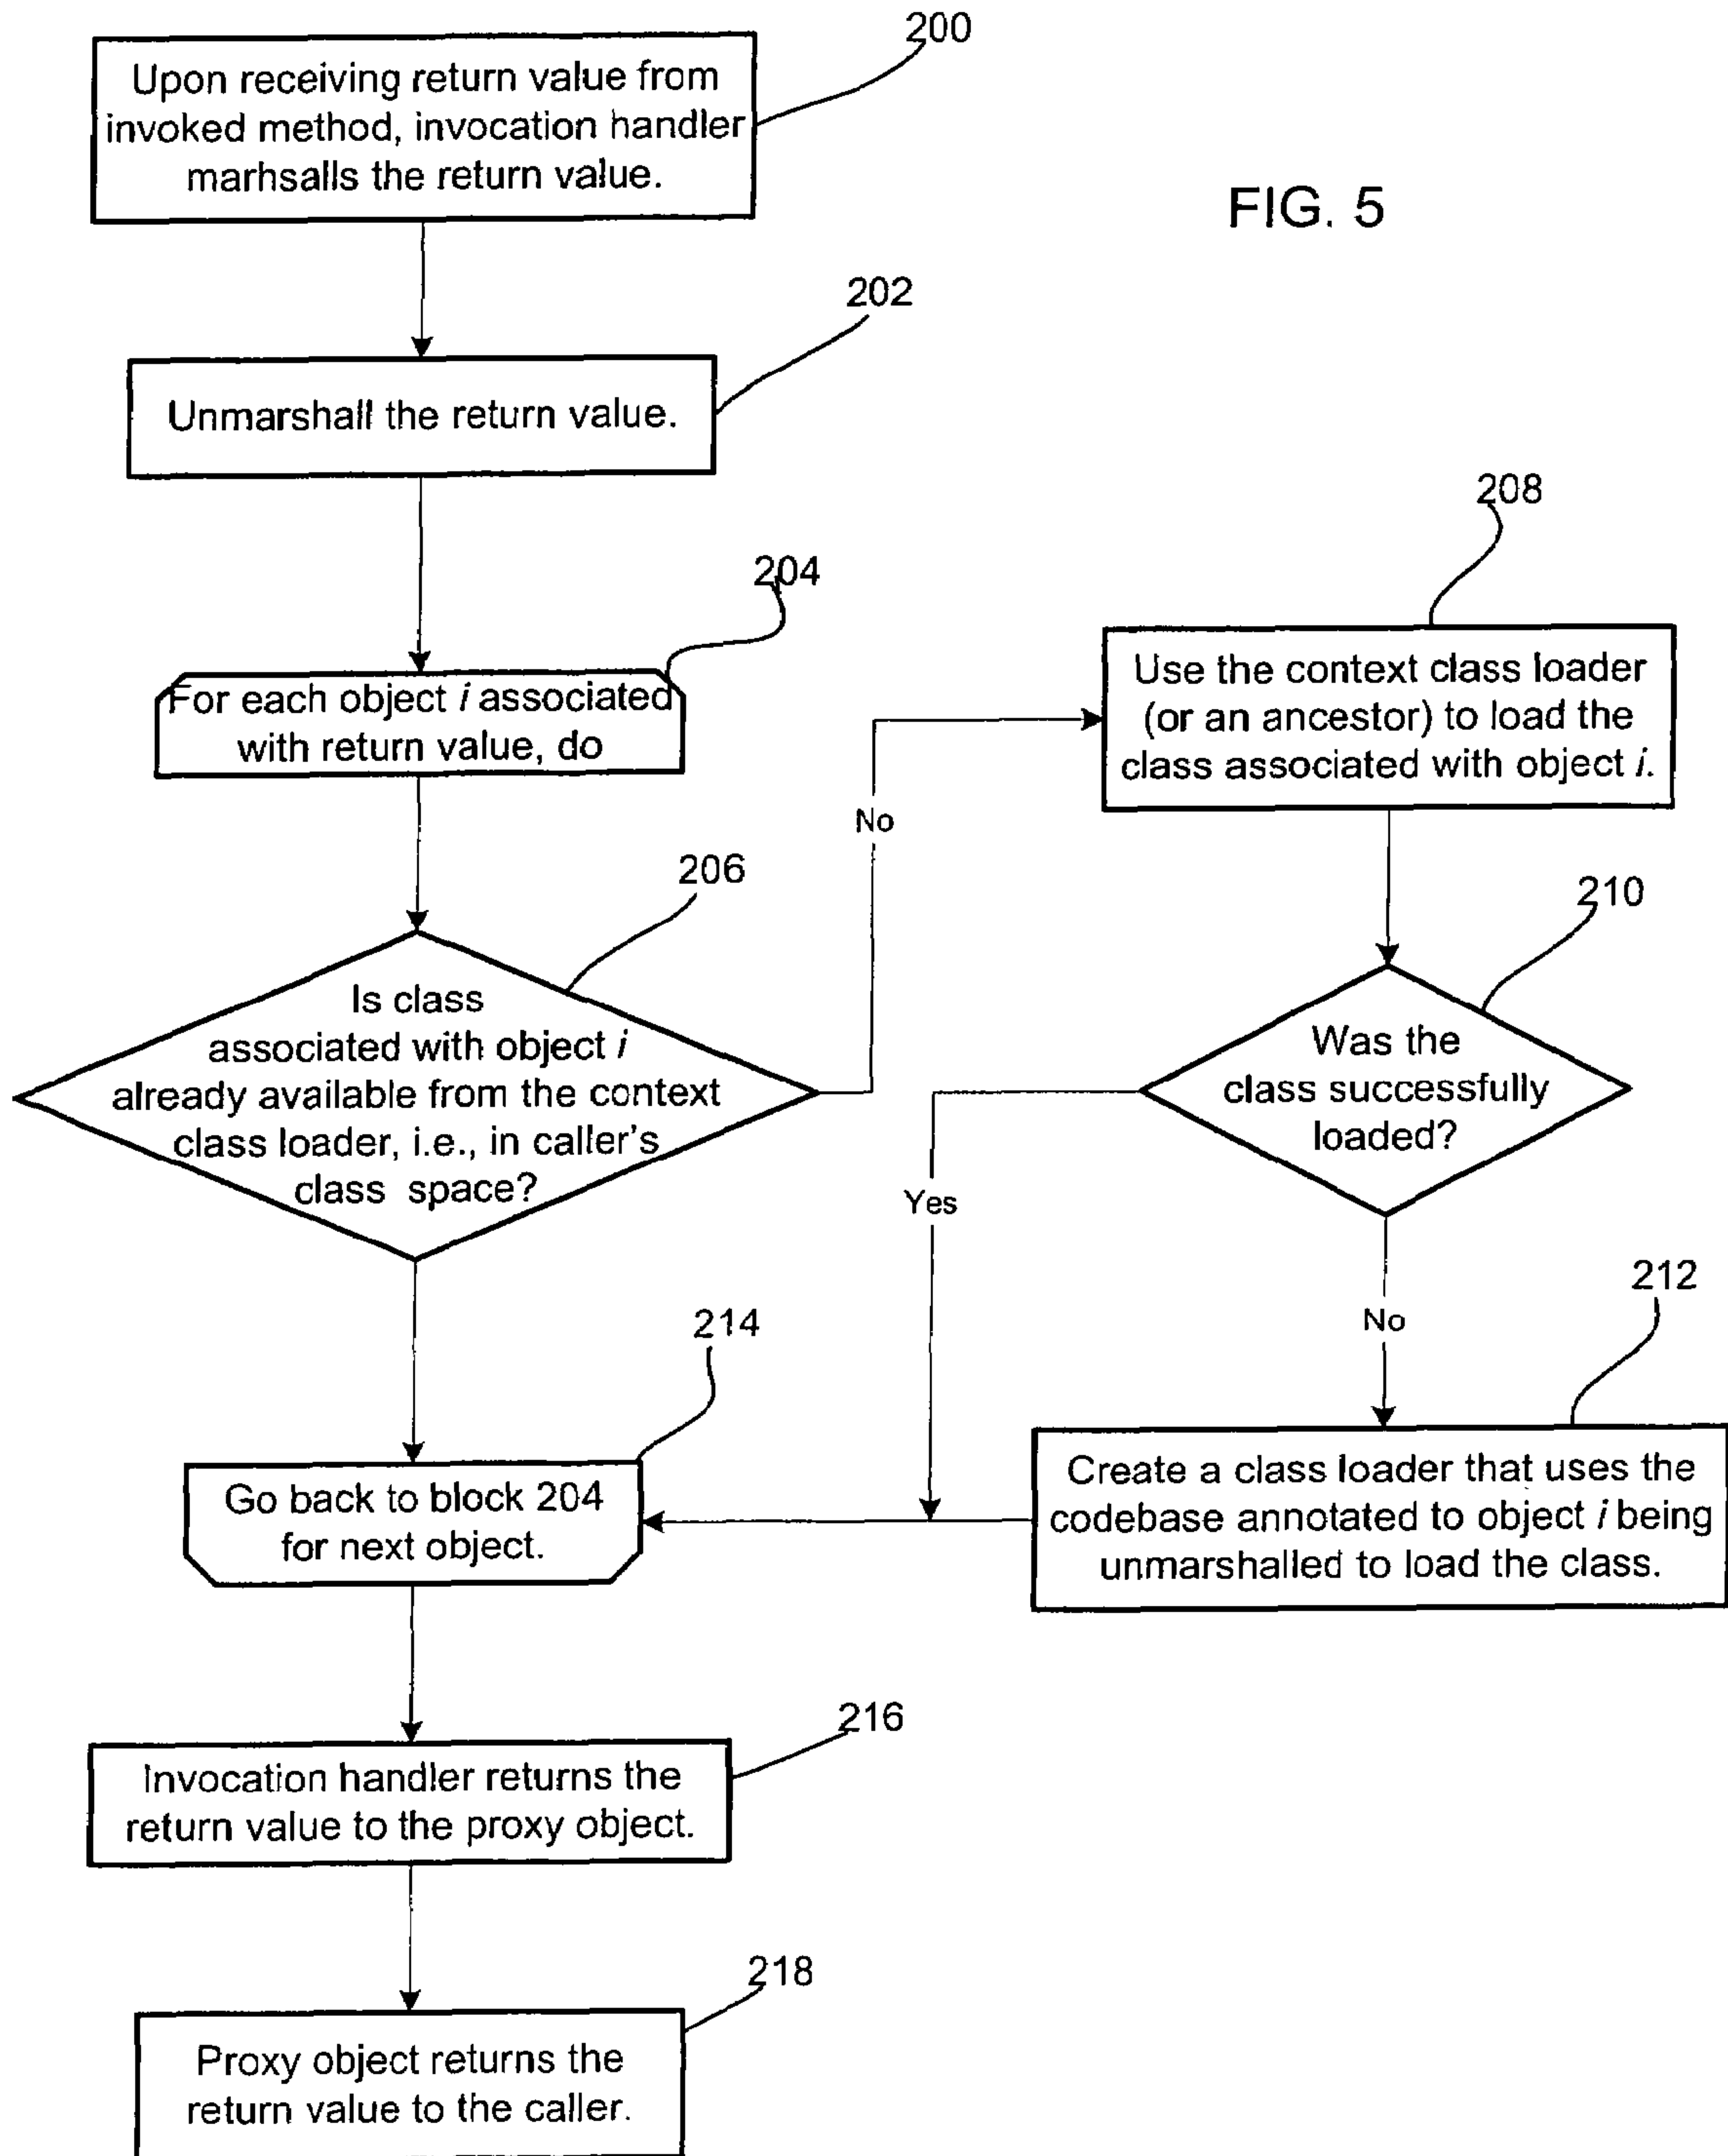 200
Upon receiving return value from
invoked method, invocation handler
marhsalls the return value.
FIG. 5
202
Unmarshall the return value.
204
For each object i associated
with return value, do
208
Use the context class loader
(or an ancestor) to load the
class associated with object i.
No
206
Is class
associated with object i
already available from the context
class loader, i.e., in caller's
class space?
210
Was the
class successfully
loaded?
Yes
No
212
Create a class loader that uses the
codebase annotated to object i being
unmarshalled to load the class.
214
Go back to block 204
for next object.
216
Invocation handler returns the
return value to the proxy object.
218
Proxy object returns the
return value to the caller.